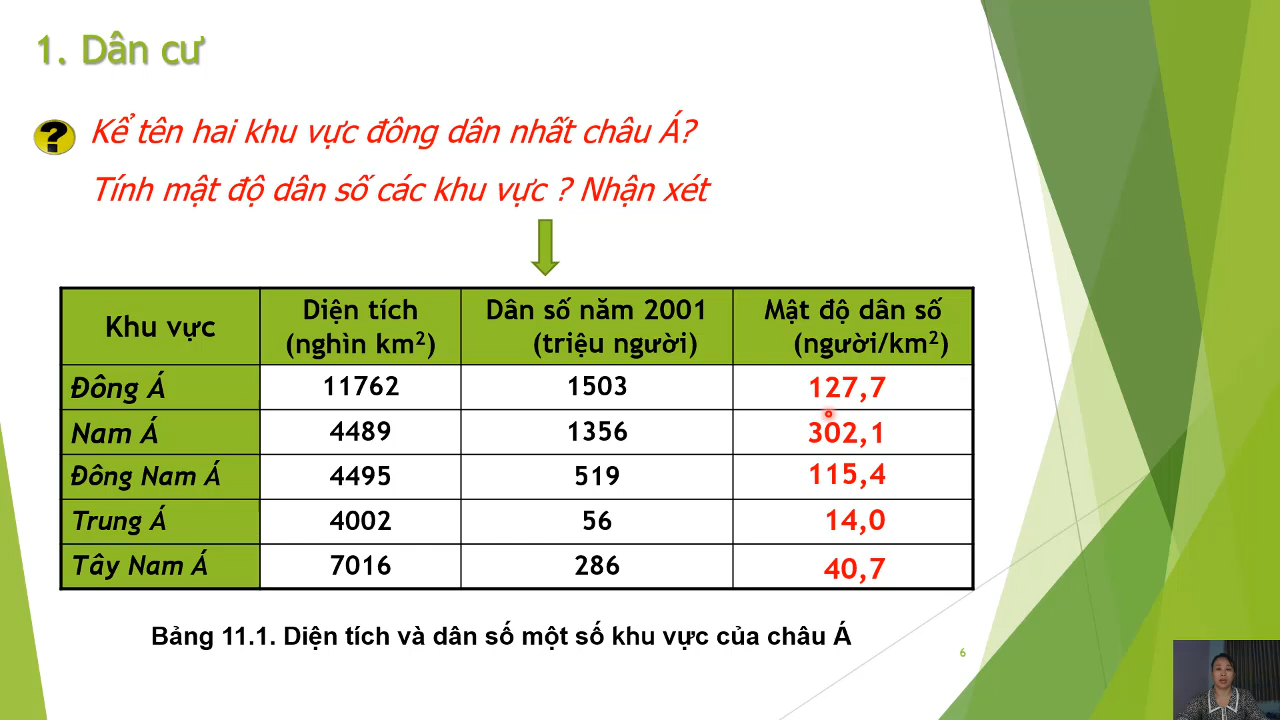 1. Dân cư
? Kể tên hai khu vực đông dân nhất châu Á?
Tính mật độ dân số các khu vực ? Nhận xét
Khu vực | Diện tích (nghìn km²) | Dân số năm 2001 (triệu người) | Mật độ dân số (người/km²)
Đông Á | 11762 | 1503 | 127,7
Nam Á | 4489 | 1356 | 302,1
Đông Nam Á | 4495 | 519 | 115,4
Trung Á | 4002 | 56 | 14,0
Tây Nam Á | 7016 | 286 | 40,7
Bảng 11.1. Diện tích và dân số một số khu vực của châu Á
6